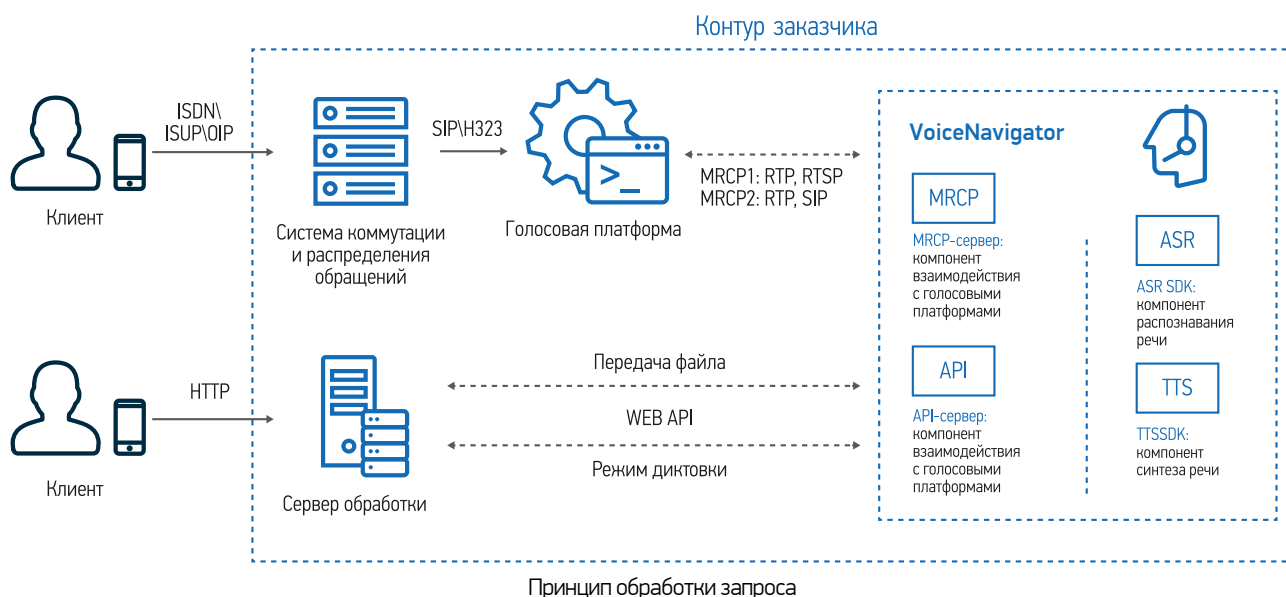 Контур заказчика
ISDN\
ISUP\OIP
Клиент
Система коммутации
и распределения
обращений
SIP\H323
>_
Голосовая платформа
MRCP1: RTP, RTSP
MRCP2: RTP, SIP
VoiceNavigator
MRCP
MRCP-сервер:
компонент
взаимодействия
с голосовыми
платформами
API
API-сервер:
компонент
взаимодействия
с голосовыми
платформами
ASR
ASR SDK:
компонент
распознавания
речи
TTS
TTSSDK:
компонент
синтеза речи
HTTP
Клиент
Сервер обработки
Передача файла
WEB API
Режим диктовки
Принцип обработки запроса